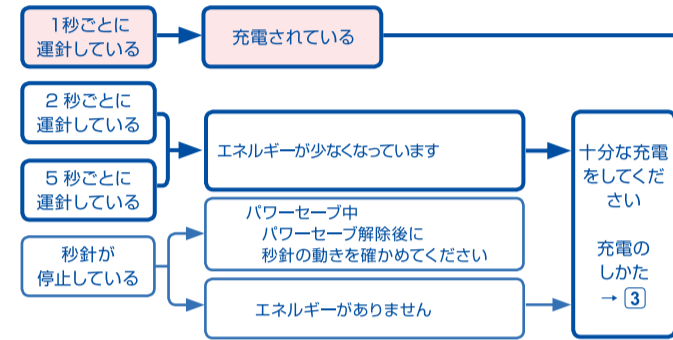 1秒ごとに
運針している
充電されている
2秒ごとに
運針している
5秒ごとに
運針している
エネルギーが少なくなっています
秒針が
停止している
パワーセーブ中
パワーセーブ解除後に
秒針の動きを確かめてください
エネルギーがありません
十分な充電
をしてくだ
さい
充電の
しかた
→ 3